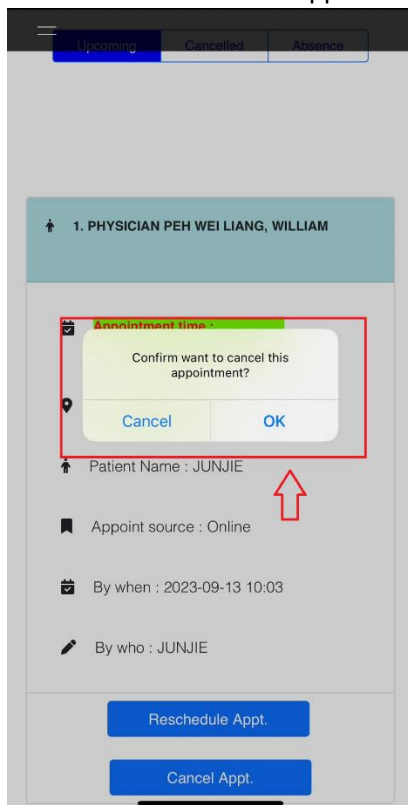 Upcoming Cancelled Absence
1. PHYSICIAN PEH WEI LIANG, WILLIAM
Appointment time :
Confirm want to cancel this
appointment?
Cancel OK
Patient Name : JUNJIE
Appoint source : Online
By when : 2023-09-13 10:03
By who : JUNJIE
Reschedule Appt.
Cancel Appt.